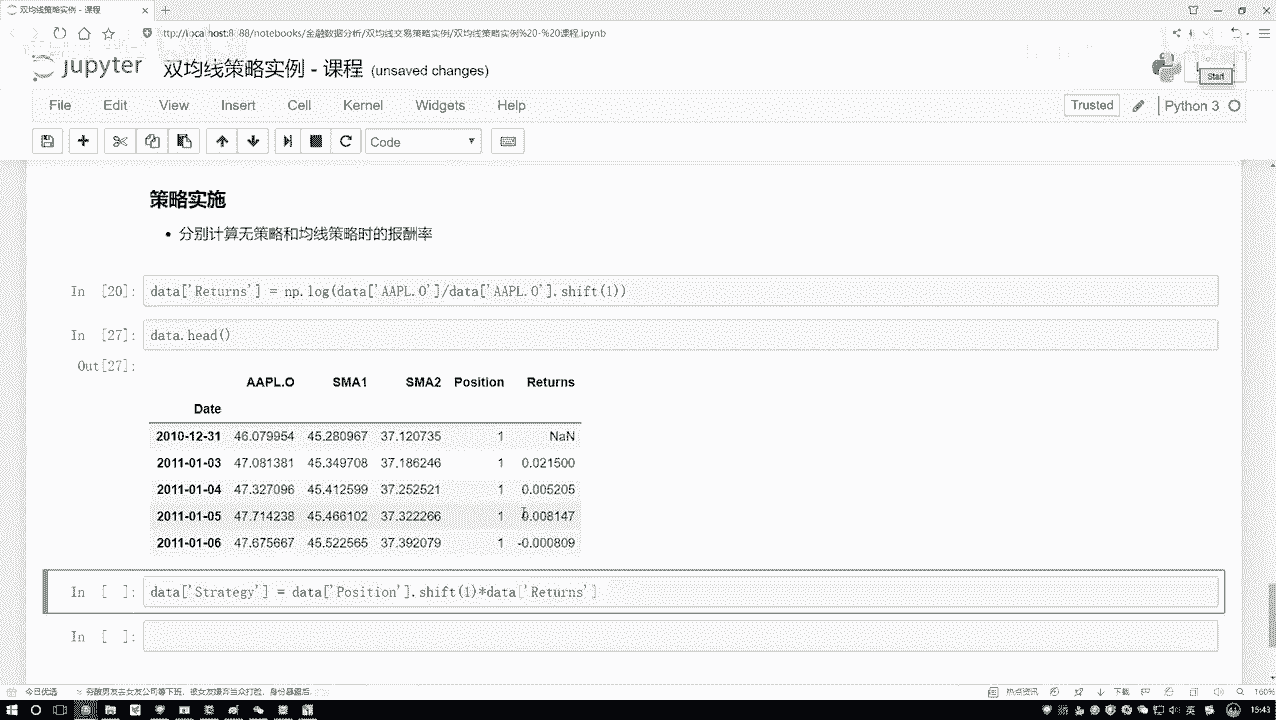 双均线策略实例 - 课程
ttp://localhost:8888/notebooks/金融数据分析/双均线交易策略实例/双均线策略实例%20-%20课程.ipynb
jupyter 双均线策略实例 - 课程 (unsaved changes)
Start
File Edit View Insert Cell Kernel Widgets Help
Trusted Python 3
Code
策略实施
• 分别计算无策略和均线策略时的报酬率
In [20]: data['Returns'] = np.log(data['AAPL.O']/data['AAPL.O'].shift(1))
In [27]: data.head()
Out[27]:
AAPL.O SMA1 SMA2 Position Returns
Date
2010-12-31 46.079954 45.280967 37.120735 1 NaN
2011-01-03 47.081381 45.349708 37.186246 1 0.021500
2011-01-04 47.327096 45.412599 37.252521 1 0.005205
2011-01-05 47.714238 45.466102 37.322266 1 0.008147
2011-01-06 47.675667 45.522565 37.392079 1 -0.000809
In [ ]: data['Strategy'] = data['Position'].shift(1)*data['Returns']
In [ ]:
今日优选
热点资讯 下载 160%
英 15:43